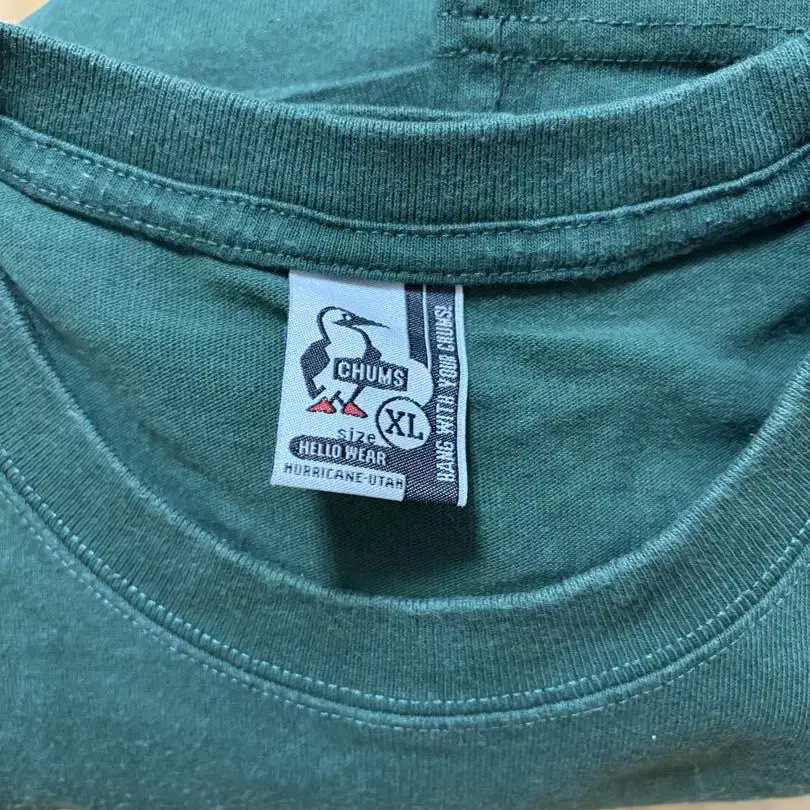 CHUMS
size XL
HELLO WEAR
HURRICANE-UTAH
HANG WITH YOUR CHUMS!